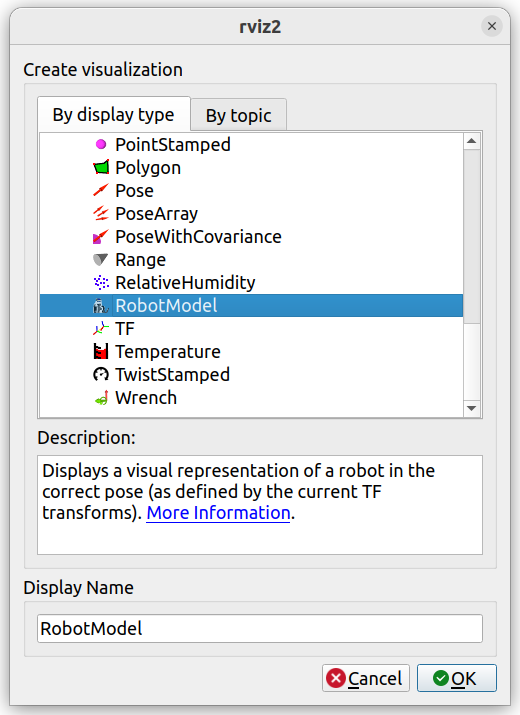 rviz2
Create visualization
By display type
By topic
PointStamped
Polygon
Pose
PoseArray
PoseWithCovariance
Range
RelativeHumidity
RobotModel
TF
Temperature
TwistStamped
Wrench
Description:
Displays a visual representation of a robot in the
correct pose (as defined by the current TF
transforms). More Information.
Display Name
RobotModel
Cancel
OK